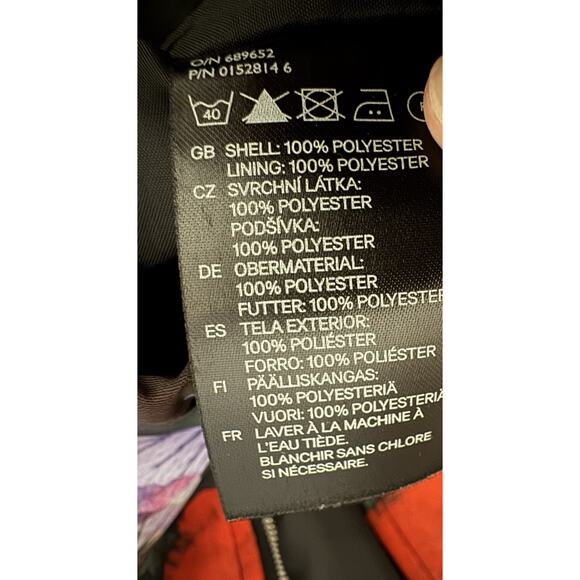 O/N 689652
P/N 0152814 6
40
GB SHELL: 100% POLYESTER
LINING: 100% POLYESTER
CZ SVRCHNÍ LÁTKA:
100% POLYESTER
PODŠÍVKA:
100% POLYESTER
DE OBERMATERIAL:
100% POLYESTER
FUTTER: 100% POLYESTER
ES TELA EXTERIOR:
100% POLIÉSTER
FORRO: 100% POLIÉSTER
FI PÄÄLLISKANGAS:
100% POLYESTERIÄ
VUORI: 100% POLYESTERIÄ
FR LAVER À LA MACHINE À
L'EAU TIÈDE.
BLANCHIR SANS CHLORE
SI NÉCESSAIRE.